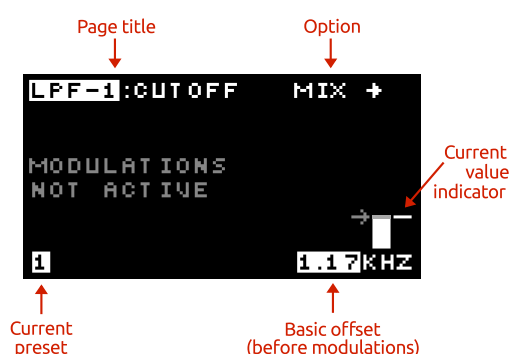 Page title
Option
LPF-1:CUTOFF MIX →
MODULATIONS
NOT ACTIVE
Current
value
indicator
→
1 1.17KHZ
Current
preset
Basic offset
(before modulations)